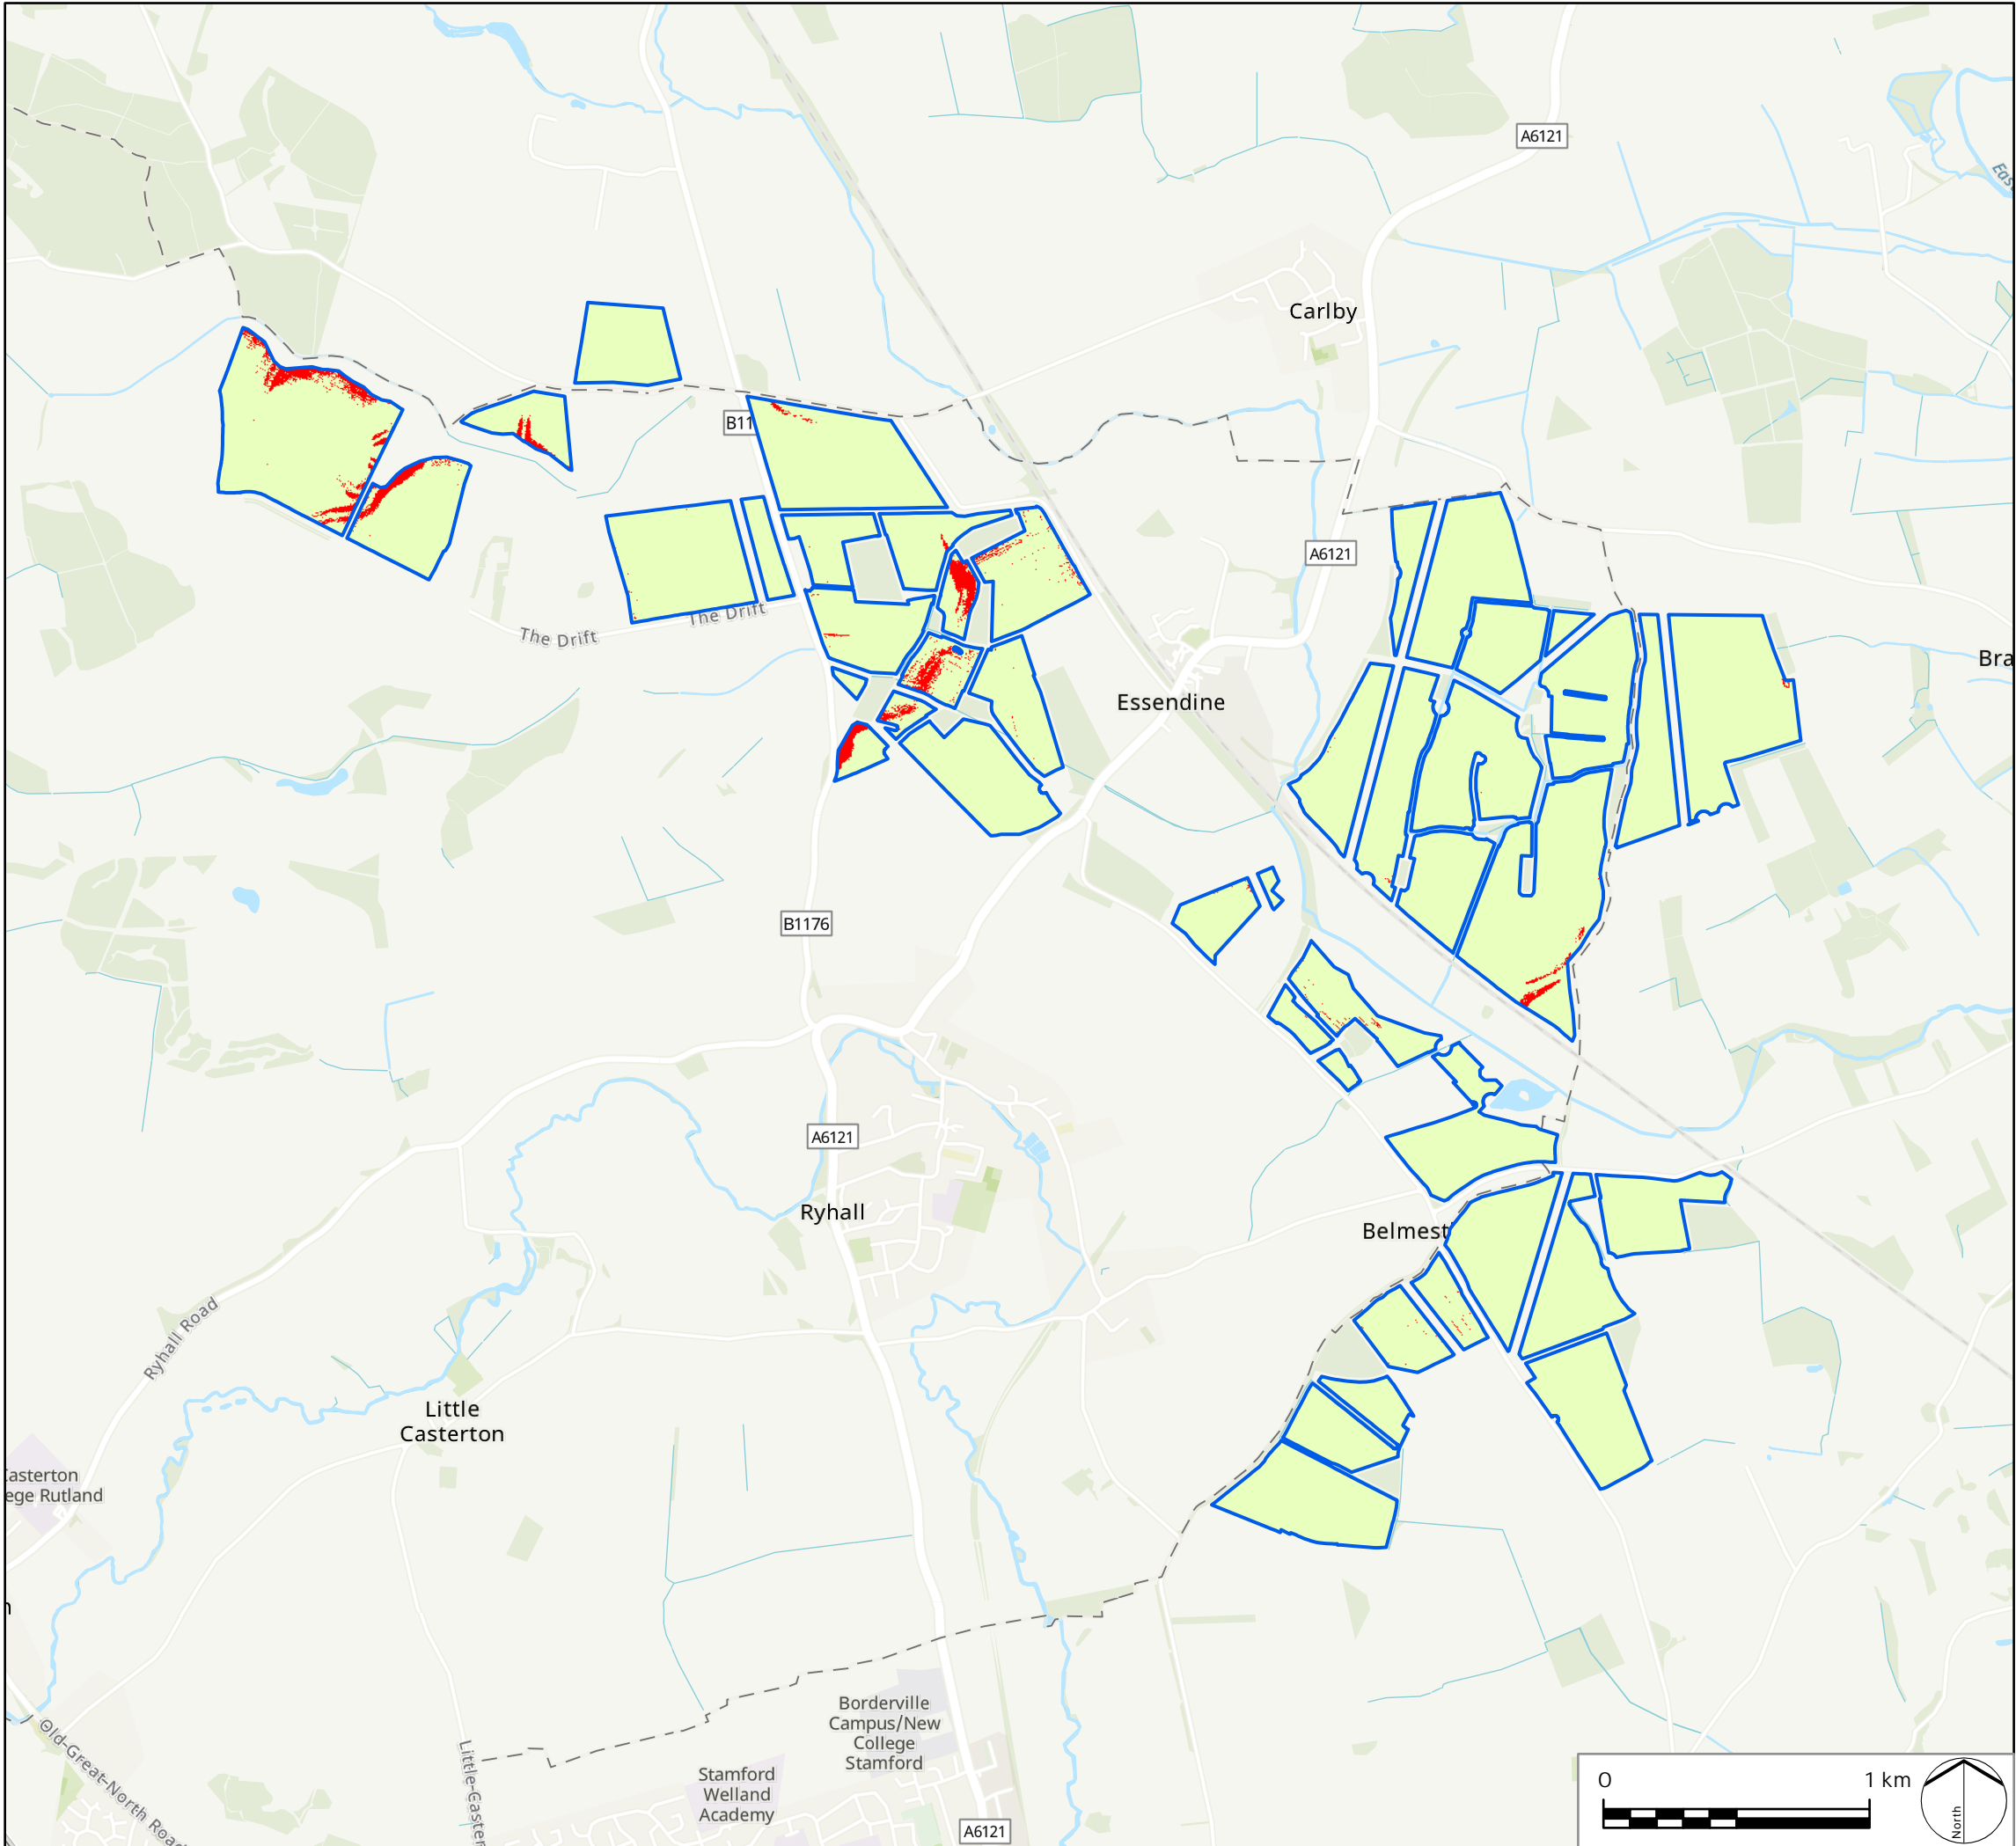 A6121
Eas
Carlby
B11
A6121
The Drift
The Drift
Bra
Essendine
B1176
A6121
Ryhall
Belmest
Ryhall Road
Little
Casterton
Casterton
ege Rutland
n
Old-Great-North Road
Little-Caster
Borderville
Campus/New
College
Stamford
Stamford
Welland
Academy
A6121
0 1 km
North